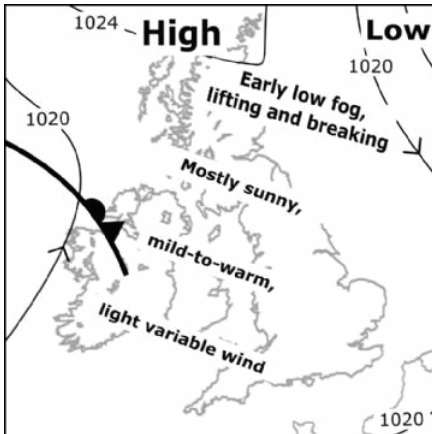 1024
High
Low
1020
Early low fog,
lifting and breaking
1020
Mostly sunny,
mild-to-warm,
light variable wind
1020